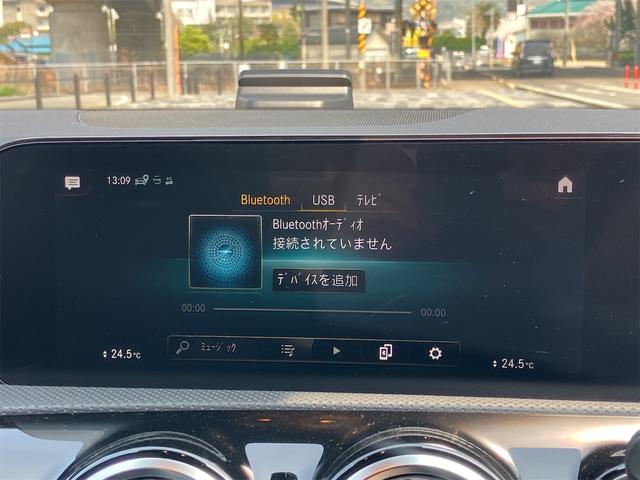 13:09 4G
Bluetooth USB ﾃﾚﾋﾞ
Bluetoothｵｰﾃﾞｨｵ
接続されていません
ﾃﾞﾊﾞｲｽを追加
00:00 00:00
ﾐｭｰｼﾞｯｸ
24.5°C 24.5°C